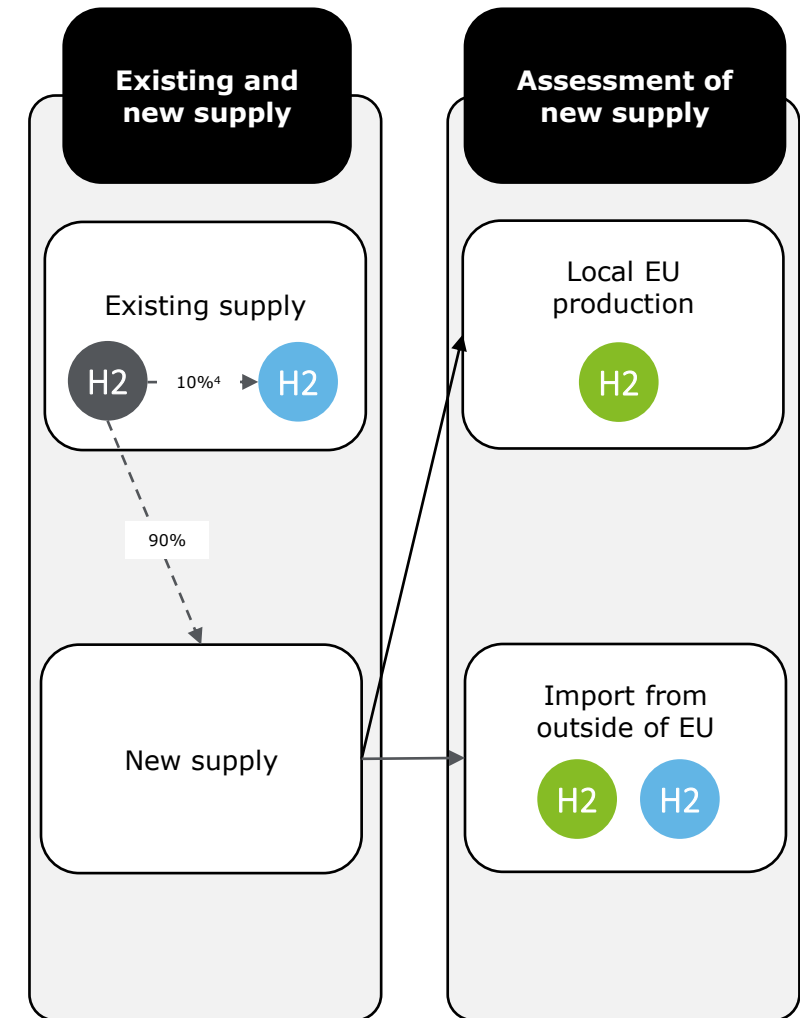 Existing and
new supply
Existing supply
H2
10%⁴
H2
90%
New supply
Assessment of
new supply
Local EU
production
H2
Import from
outside of EU
H2
H2